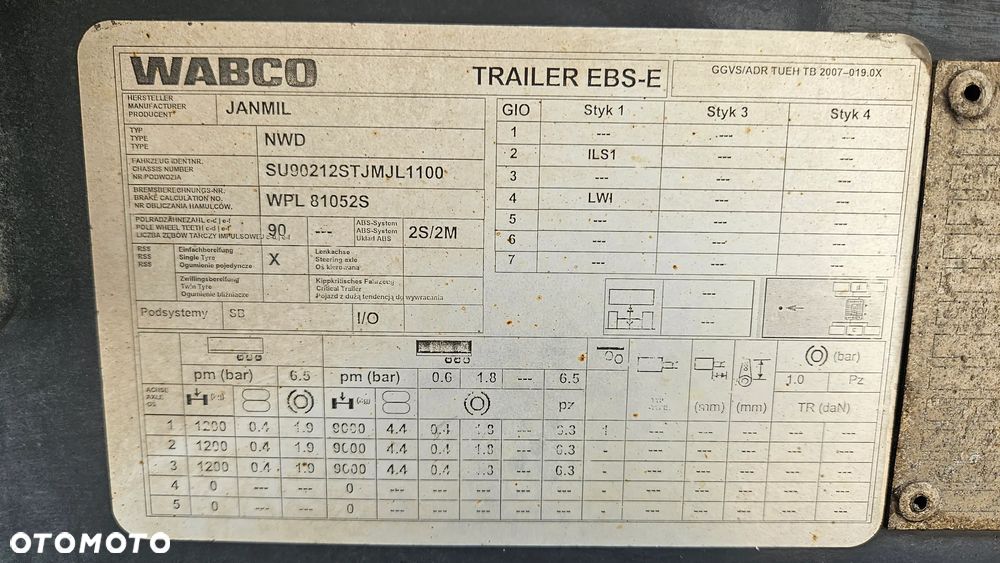 WABCO TRAILER EBS-E GGVS/ADR TUEH TB 2007-019.0X
HERSTELLER
MANUFACTURER
PRODUCENT
JANMIL
TYP
TYPE
TYPE
NWD
FAHRZEUG IDENT.NR.
CHASSIS NUMBER
NR PODWOZIA
SU90212STJMJL1100
BREMSBERECHNUNGS-NR.
BRAKE CALCULATION NO.
NR OBLICZANIA HAMULCÓW.
WPL 81052S
POLRADZÄHNEZAHL c-d | e-f
POLE WHEEL TEETH c-d | e-f
LICZBA ZĘBÓW TARCZY IMPULSOWEJ c-d | e-f
90 ---
ABS-System
ABS-System
Układ ABS
2S/2M
RSS Einfachbereifung
RSS Single Tyre
RSS Ogumienie pojedyncze
X
Lenkachse
Steering axle
Oś kierowana
Zwillingsbereifung
Twin Tyre
Ogumienie bliźniacze
Kippkritisches Fahrzeug
Critical Trailer
Pojazd z dużą tendencją do wywracania
Podsystemy SB I/O
GIO Styk 1 Styk 3 Styk 4
1 --- --- ---
2 ILS1 --- ---
3 --- --- ---
4 LWI --- ---
5 --- --- ---
6 --- --- ---
7 --- --- ---
---
---
pm (bar) 6.5 pm (bar) 0.6 1.8 --- 6.5
(bar)
1.0 Pz
ACHSE
AXLE
OŚ
pz (mm) (mm) TR (daN)
1 1200 0.4 1.9 9000 4.4 0.4 1.8 --- 6.3 --- --- --- --- ---
2 1200 0.4 1.9 9000 4.4 0.4 1.8 --- 6.3 - --- --- --- --- ---
3 1200 0.4 1.9 9000 4.4 0.4 1.8 --- 6.3 - --- --- --- --- ---
4 0 --- --- 0 --- --- --- --- --- - --- --- --- --- ---
5 0 --- --- 0 --- --- --- --- --- - --- --- --- --- ---
OTOMOTO